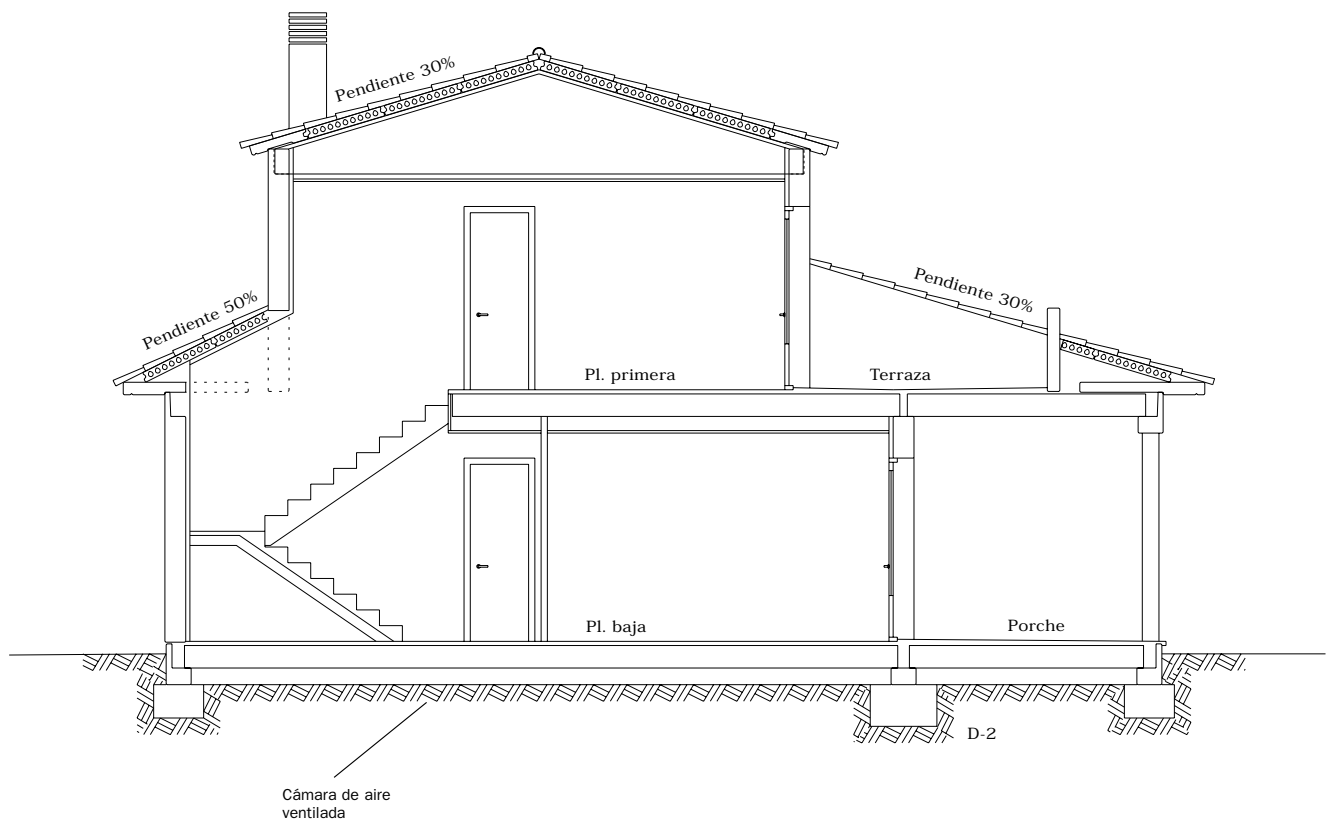 Pendiente 30%
Pendiente 50%
Pendiente 30%
Pl. primera
Terraza
Pl. baja
Porche
D-2
Cámara de aire
ventilada